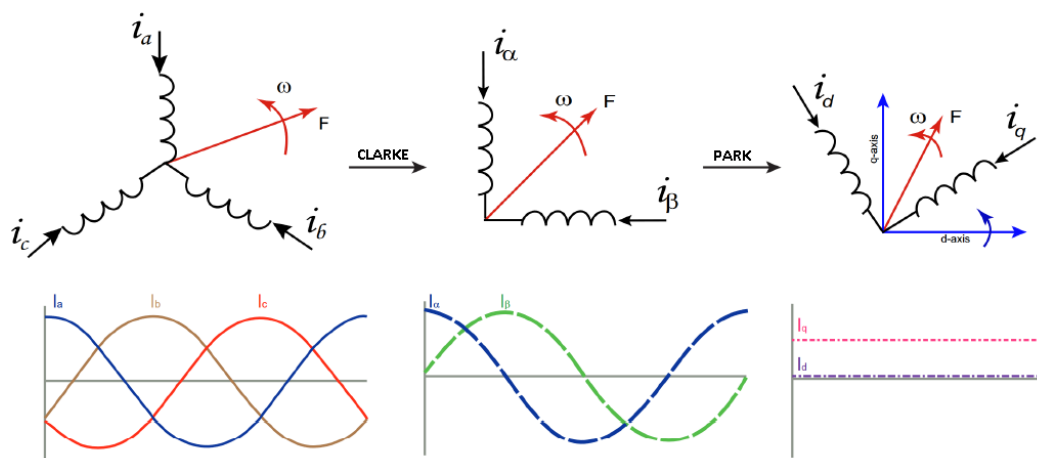 i_a
ω
F
i_c
i_b
CLARKE
i_α
ω
F
i_β
PARK
i_d
q-axis
ω
F
i_q
d-axis
I_a
I_b
I_c
I_α
I_β
I_q
I_d